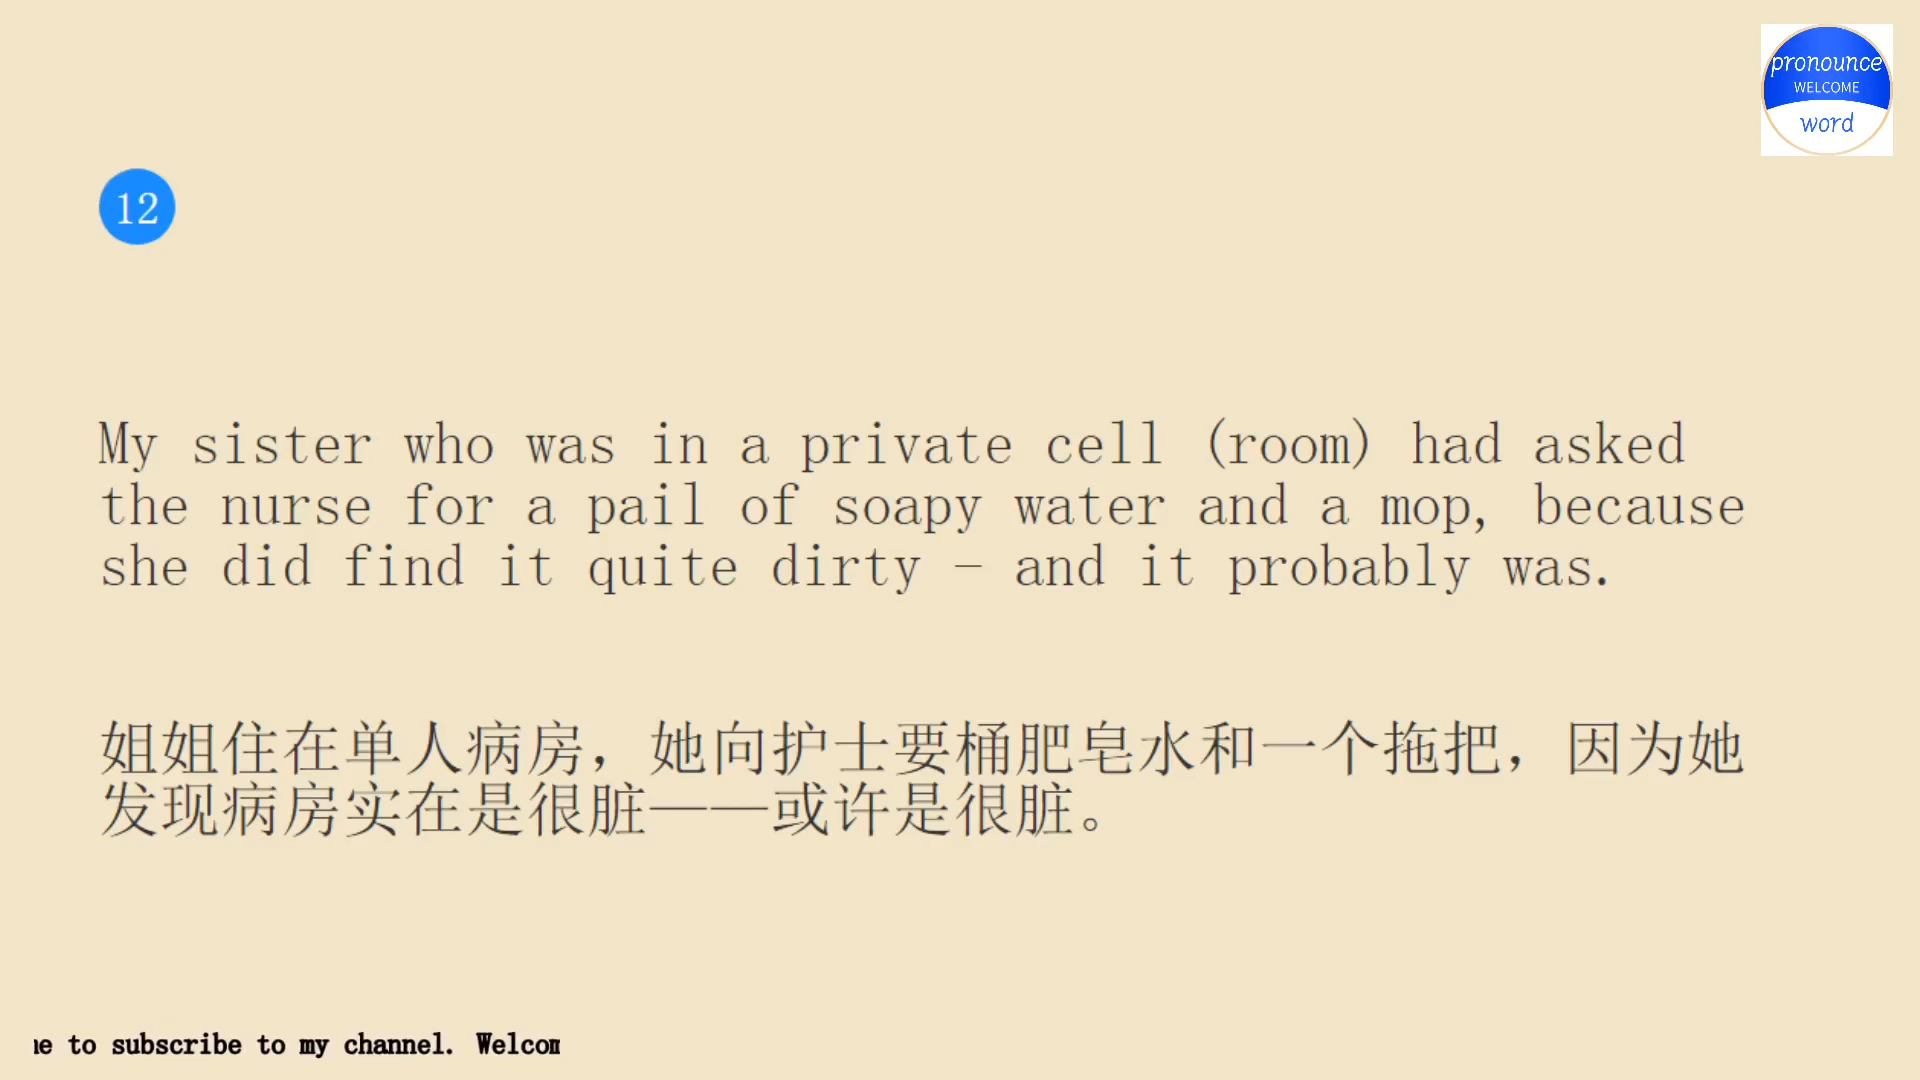 pronounce
WELCOME
word
12
My sister who was in a private cell (room) had asked
the nurse for a pail of soapy water and a mop, because
she did find it quite dirty – and it probably was.
姐姐住在单人病房，她向护士要桶肥皂水和一个拖把，因为她
发现病房实在是很脏——或许是很脏。
to subscribe to my channel. Welcom